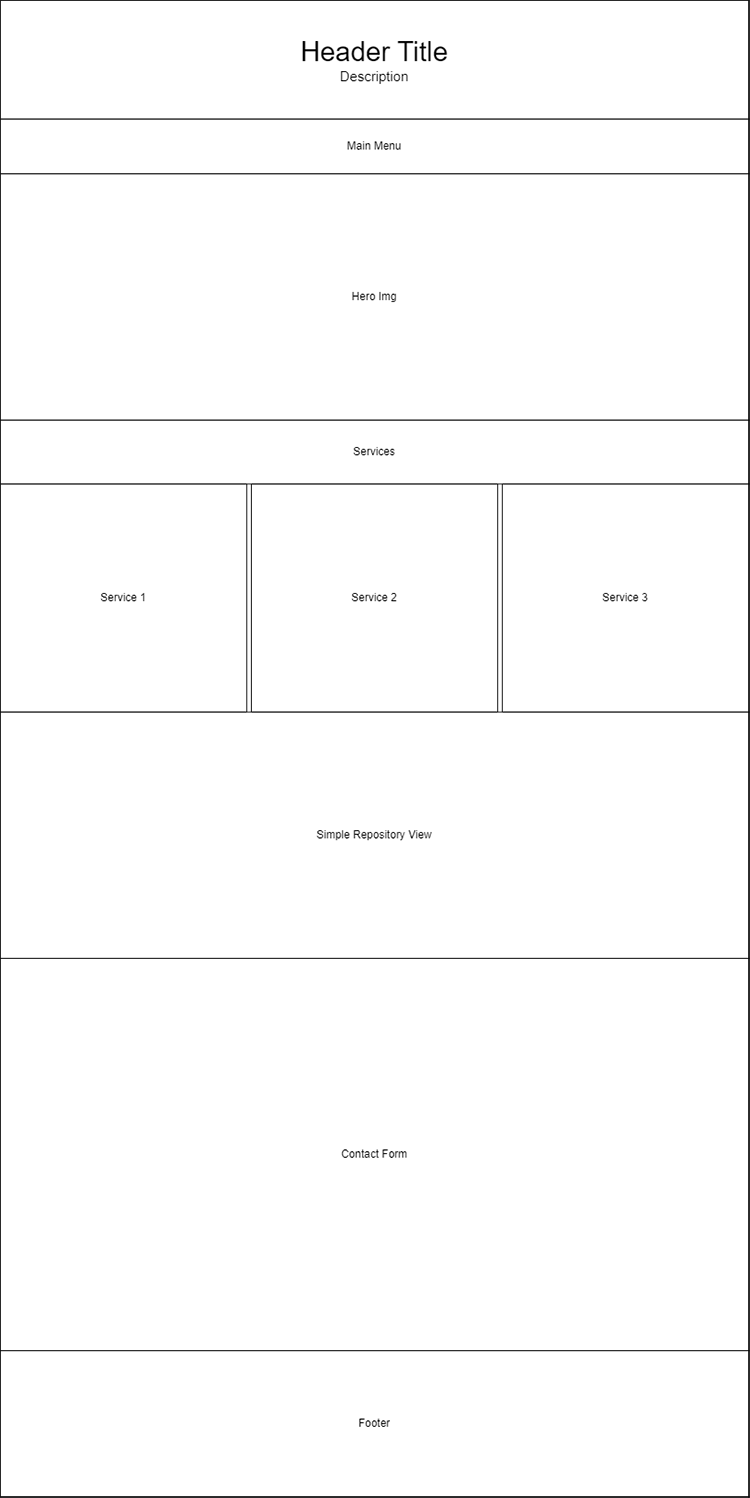 Header Title
Description
Main Menu
Hero Img
Services
Service 1
Service 2
Service 3
Simple Repository View
Contact Form
Footer